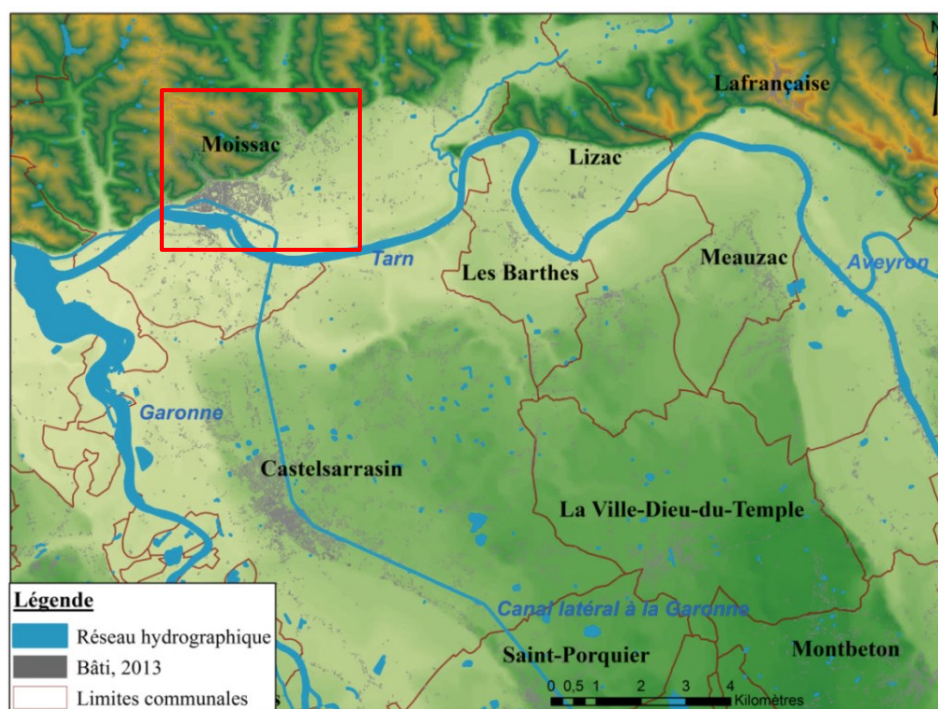 N
Lafrançaise
Moissac
Lizac
Tarn
Les Barthes
Meauzac
Aveyron
Garonne
Castelsarrasin
La Ville-Dieu-du-Temple
Canal latéral à la Garonne
Saint-Porquier
Montbeton
Légende
Réseau hydrographique
Bâti, 2013
Limites communales
s
0 0,5 1 2 3 4
Kilomètres